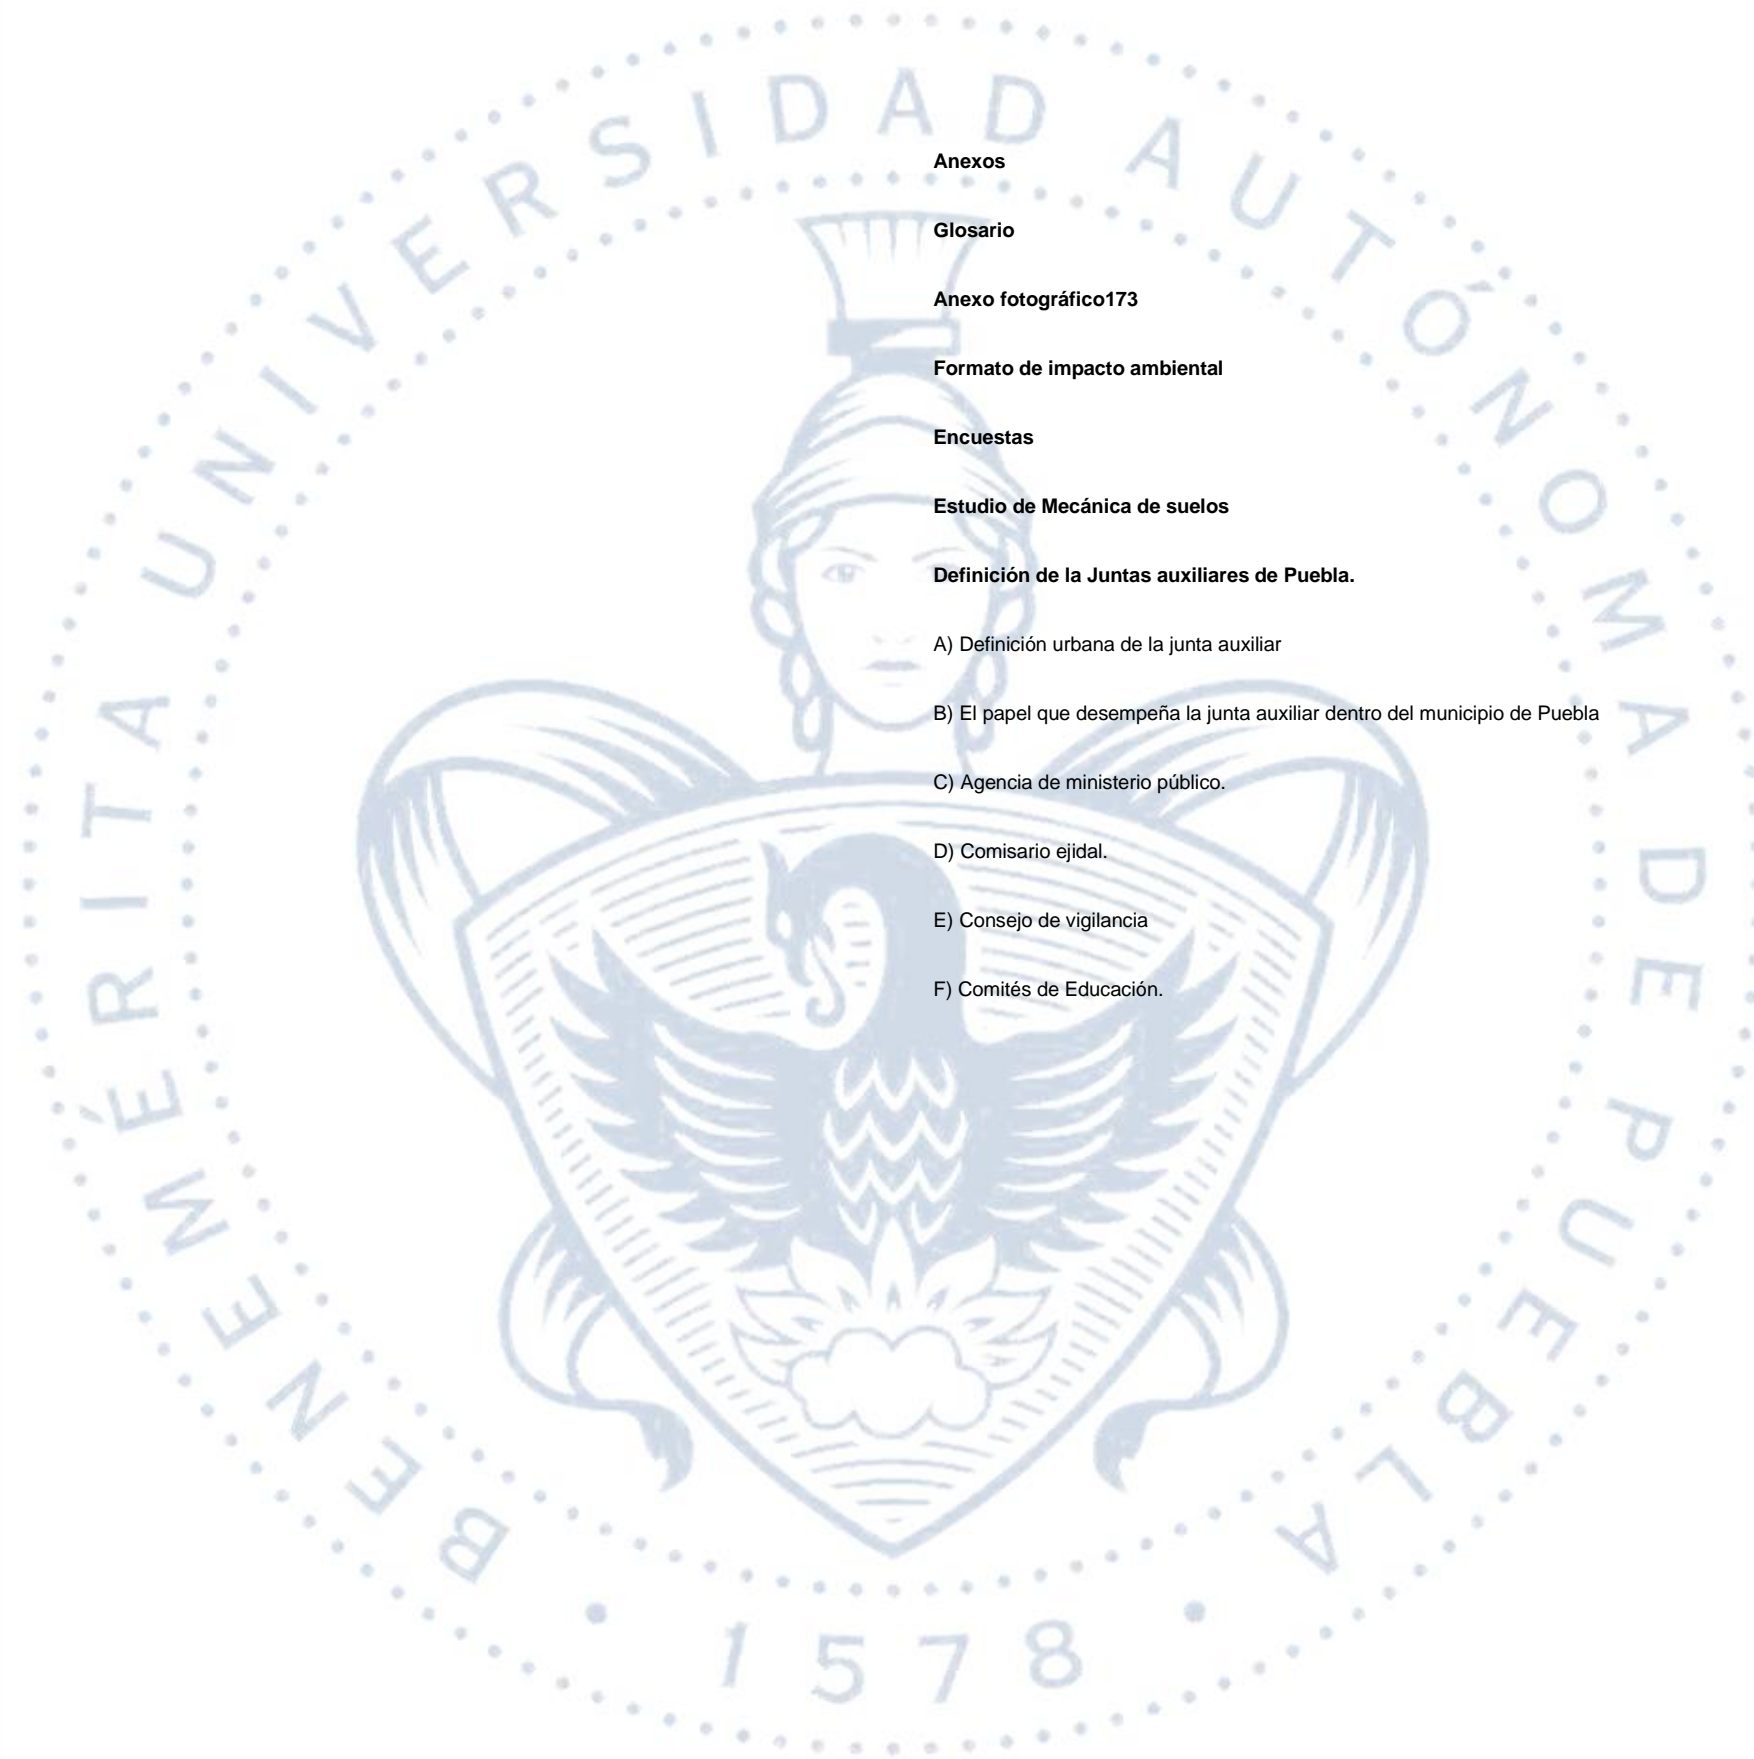 BENEMÉRITA UNIVERSIDAD AUTÓNOMA DE PUEBLA
Anexos
Glosario
Anexo fotográfico173
Formato de impacto ambiental
Encuestas
Estudio de Mecánica de suelos
Definición de la Juntas auxiliares de Puebla.
A) Definición urbana de la junta auxiliar
B) El papel que desempeña la junta auxiliar dentro del municipio de Puebla
C) Agencia de ministerio público.
D) Comisario ejidal.
E) Consejo de vigilancia
F) Comités de Educación.
1578